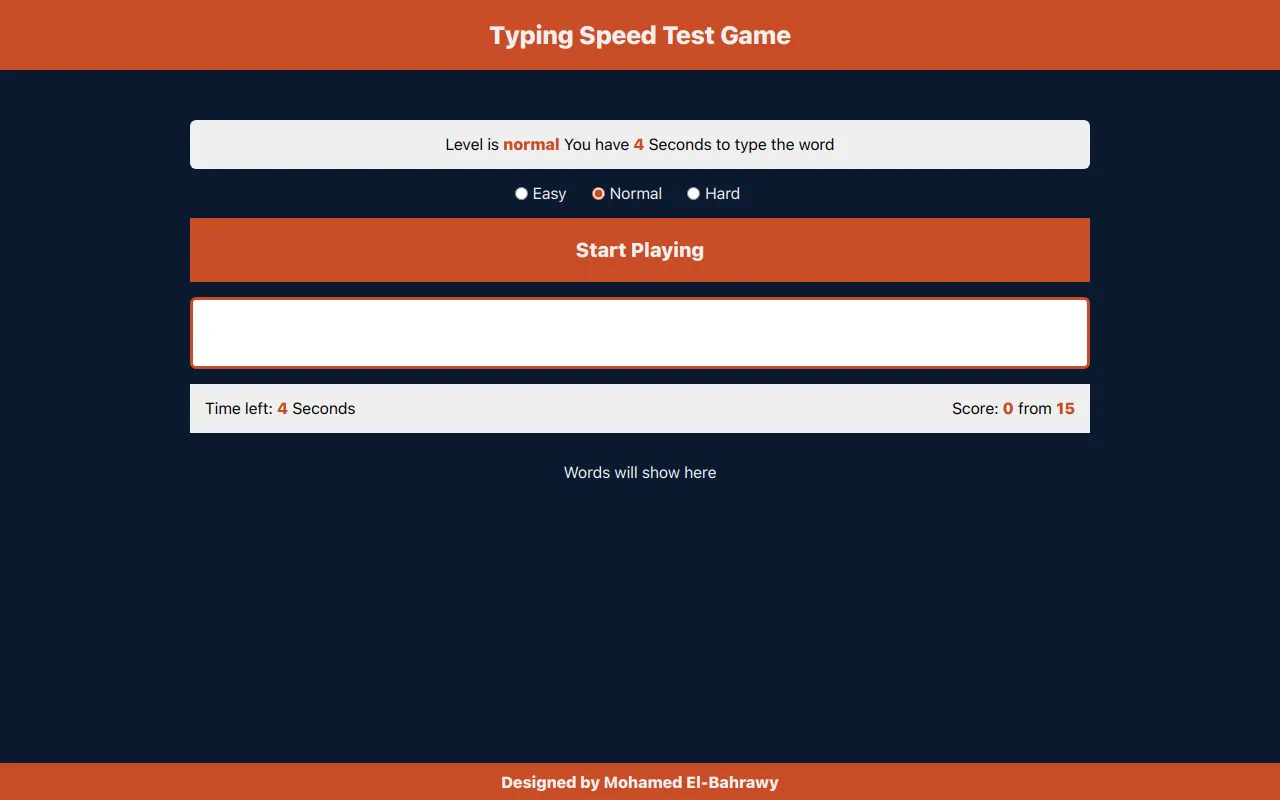 Typing Speed Test Game
Level is normal You have 4 Seconds to type the word
Easy Normal Hard
Start Playing
Time left: 4 Seconds Score: 0 from 15
Words will show here
Designed by Mohamed El-Bahrawy